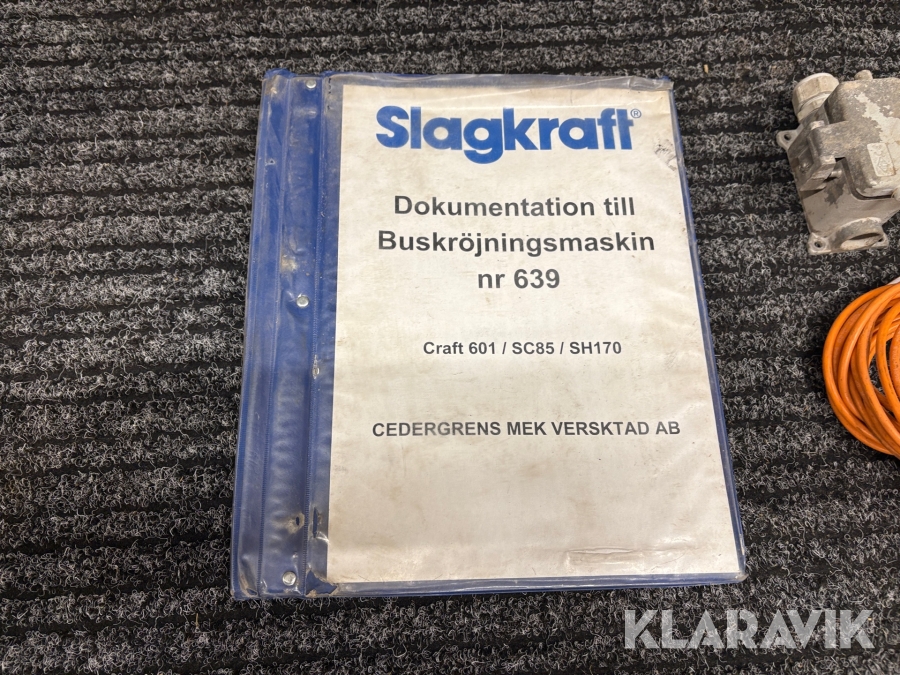 Slagkraft®
Dokumentation till
Buskröjningsmaskin
nr 639
Craft 601 / SC85 / SH170
CEDERGRENS MEK VERSKTAD AB
KLARAVIK